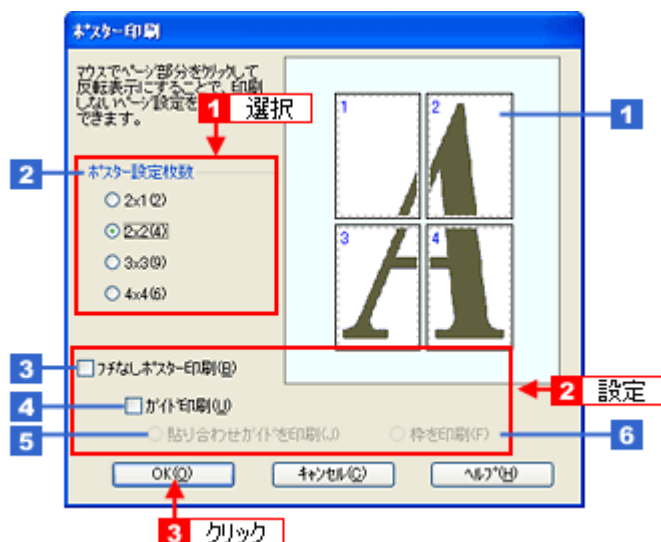 ポスター印刷
マウスでページ部分をクリックして
反転表示にすることで、印刷
しないページ設定を
できます。
1 選択
1
2
ポスター設定枚数
2x1(2)
2x2(4)
3x3(9)
4x4(6)
1
2
3
4
3
フチなしポスター印刷(B)
4
ガイド印刷(U)
5
貼り合わせガイドを印刷(J)
枠を印刷(F)
6
2 設定
OK(O)
キャンセル(C)
ヘルプ(H)
3 クリック